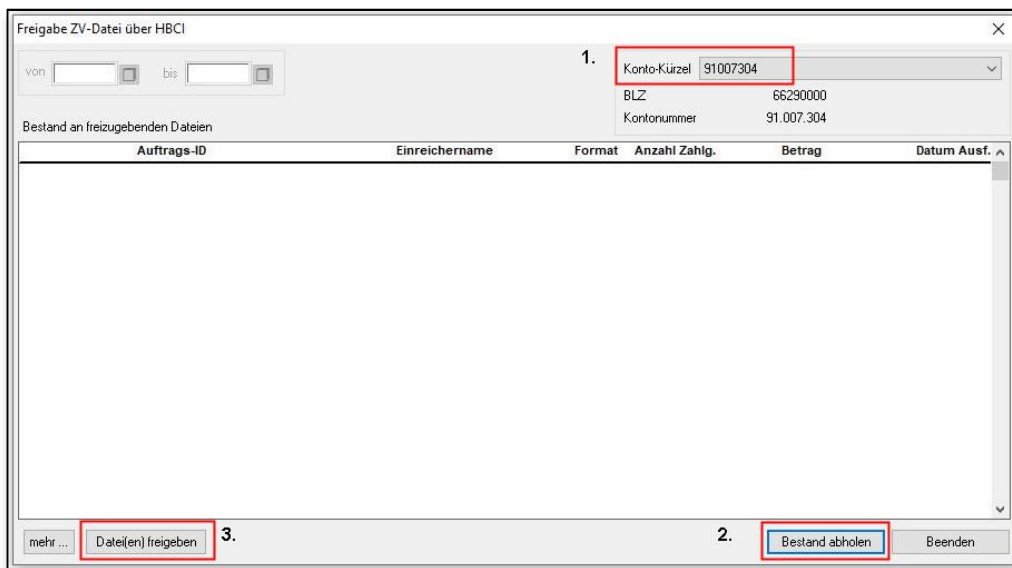 Freigabe ZV-Datei über HBCI
von bis
1.
Konto-Kürzel 91007304
BLZ 66290000
Kontonummer 91.007.304
Bestand an freizugebenden Dateien
Auftrags-ID Einreichername Format Anzahl Zahlg. Betrag Datum Ausf.
mehr ... Datei(en) freigeben 3. 2. Bestand abholen Beenden